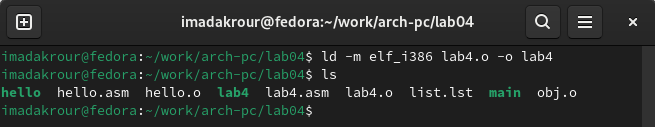 imadakrour@fedora:~/work/arch-pc/lab04
imadakrour@fedora:~/work/arch-pc/lab04$ ld -m elf_i386 lab4.o -o lab4
imadakrour@fedora:~/work/arch-pc/lab04$ ls
hello  hello.asm  hello.o  lab4  lab4.asm  lab4.o  list.lst  main  obj.o
imadakrour@fedora:~/work/arch-pc/lab04$